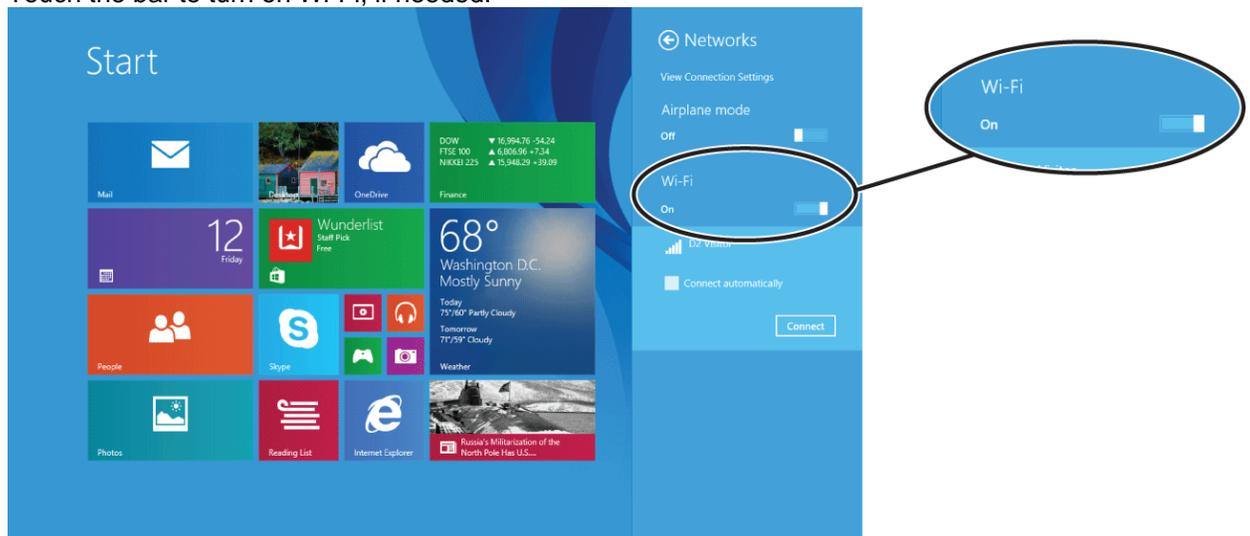 Touch the bar to turn on Wi-Fi, if needed.
Start
Mail
Desktop
OneDrive
DOW ▼ 16,994.76 -54.24
FTSE 100 ▲ 6,806.96 +7.34
NIKKEI 225 ▲ 15,948.29 +39.09
Finance
12
Friday
Wunderlist
Staff Pick
Free
68°
Washington D.C.
Mostly Sunny
Today
75°/60° Partly Cloudy
Tomorrow
71°/59° Cloudy
Weather
People
Skype
Photos
Reading List
Internet Explorer
Russia's Militarization of the
North Pole Has U.S....
Networks
View Connection Settings
Airplane mode
Off
Wi-Fi
On
D2 Visitor
Connect automatically
Connect
Wi-Fi
On